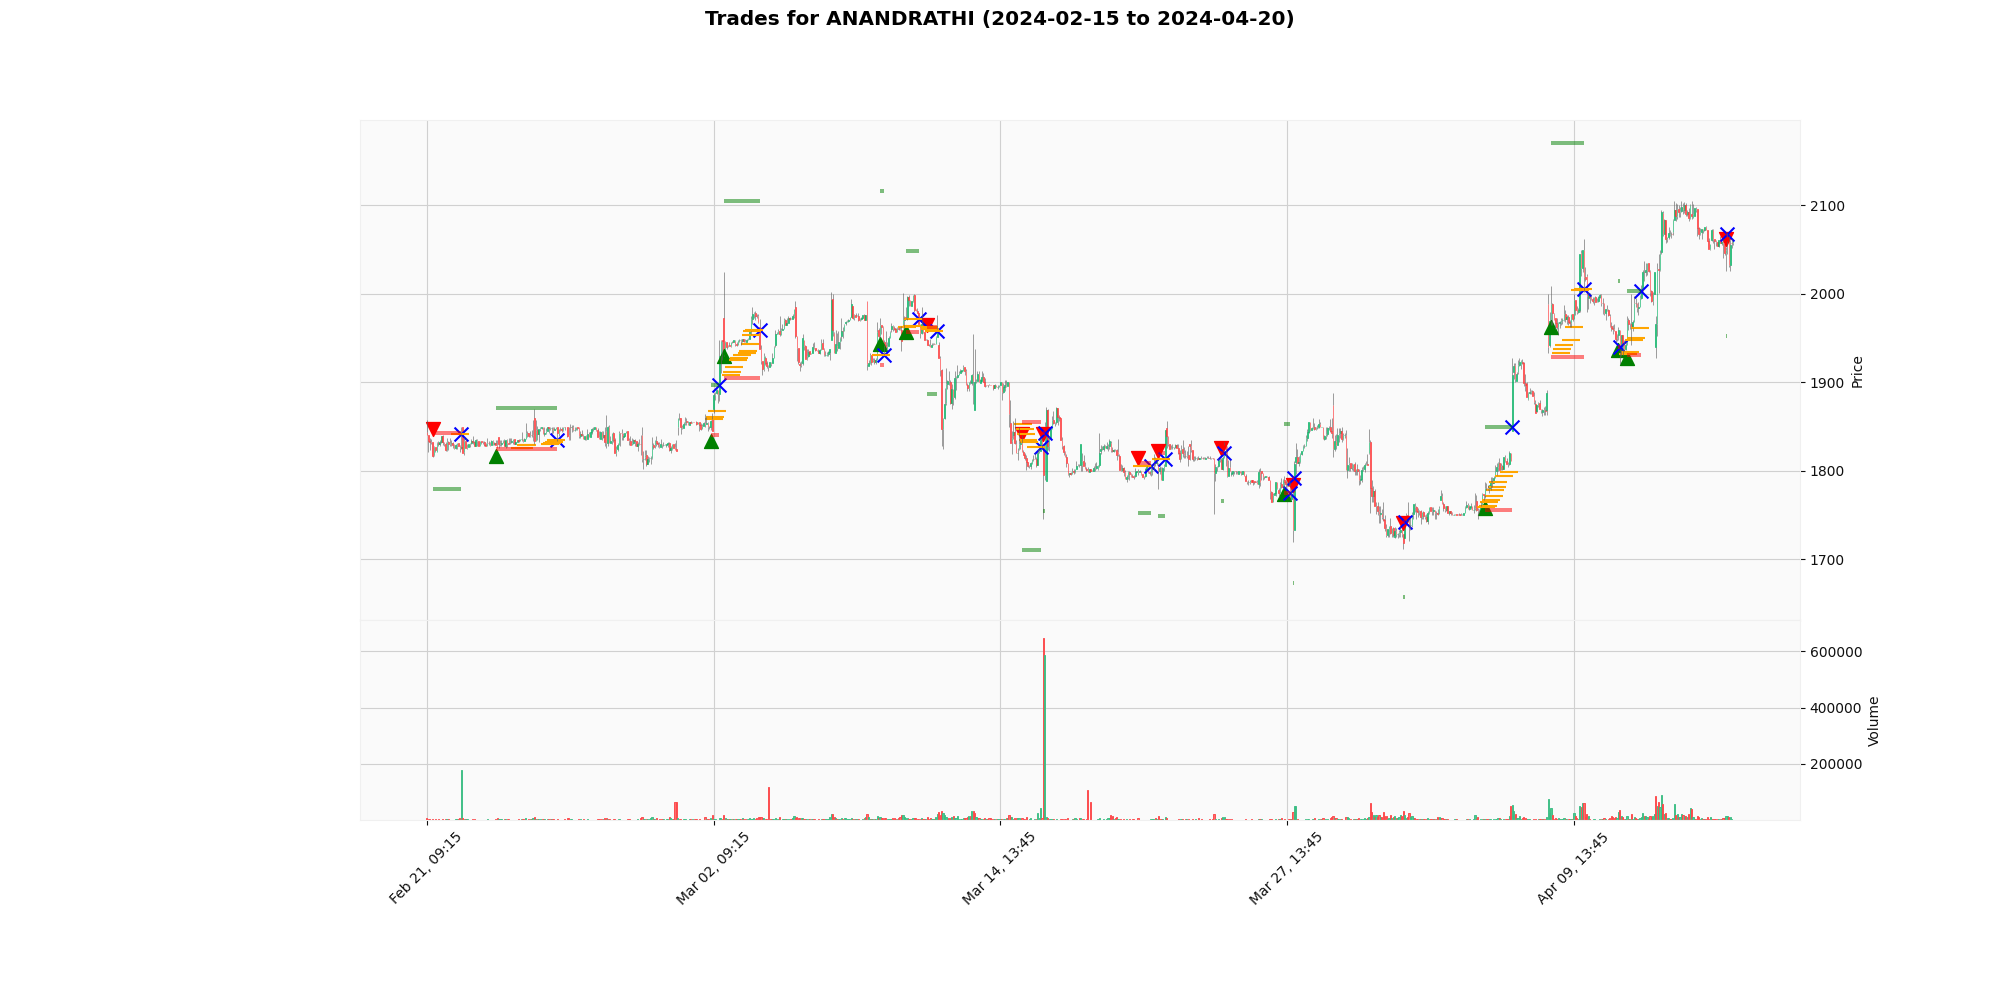 Trades for ANANDRATHI (2024-02-15 to 2024-04-20)
2100
2000
1900
1800
1700
Price
600000
400000
200000
Volume
Feb 21, 09:15
Mar 02, 09:15
Mar 14, 13:45
Mar 27, 13:45
Apr 09, 13:45